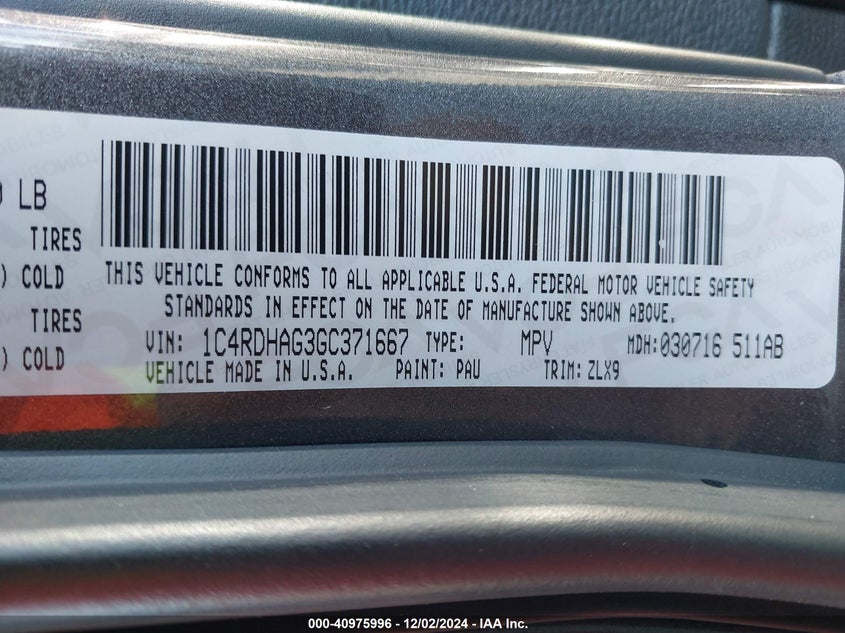 ) LB
TIRES
) COLD
TIRES
) COLD
THIS VEHICLE CONFORMS TO ALL APPLICABLE U.S.A. FEDERAL MOTOR VEHICLE SAFETY
STANDARDS IN EFFECT ON THE DATE OF MANUFACTURE SHOWN ABOVE.
VIN: 1C4RDHAG3GC371667 TYPE: MPV MDH:030716 511AB
VEHICLE MADE IN U.S.A. PAINT: PAU TRIM: ZLX9
000-40975996 - 12/02/2024 - IAA Inc.